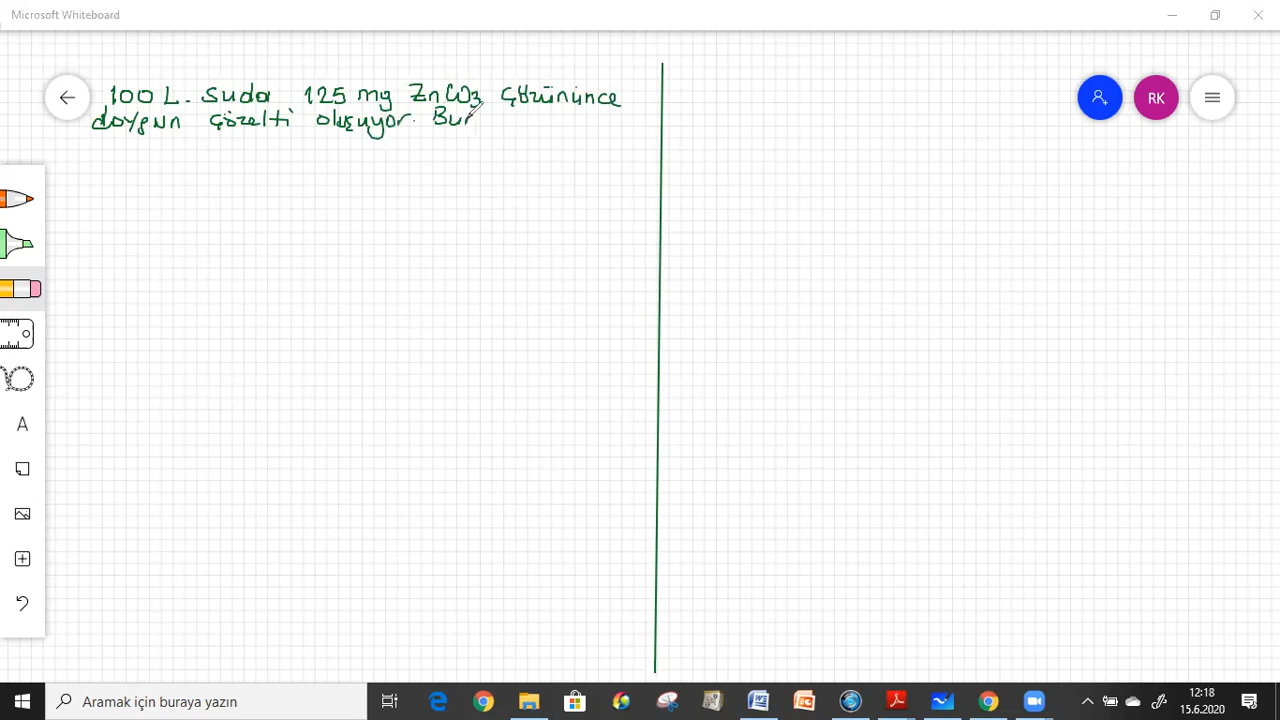 Microsoft Whiteboard
100 L. suda 125 mg ZnCO3 çözününce
doygun çözelti oluşuyor. Bu
RK
A
Aramak için buraya yazın
12:18
15.6.2020